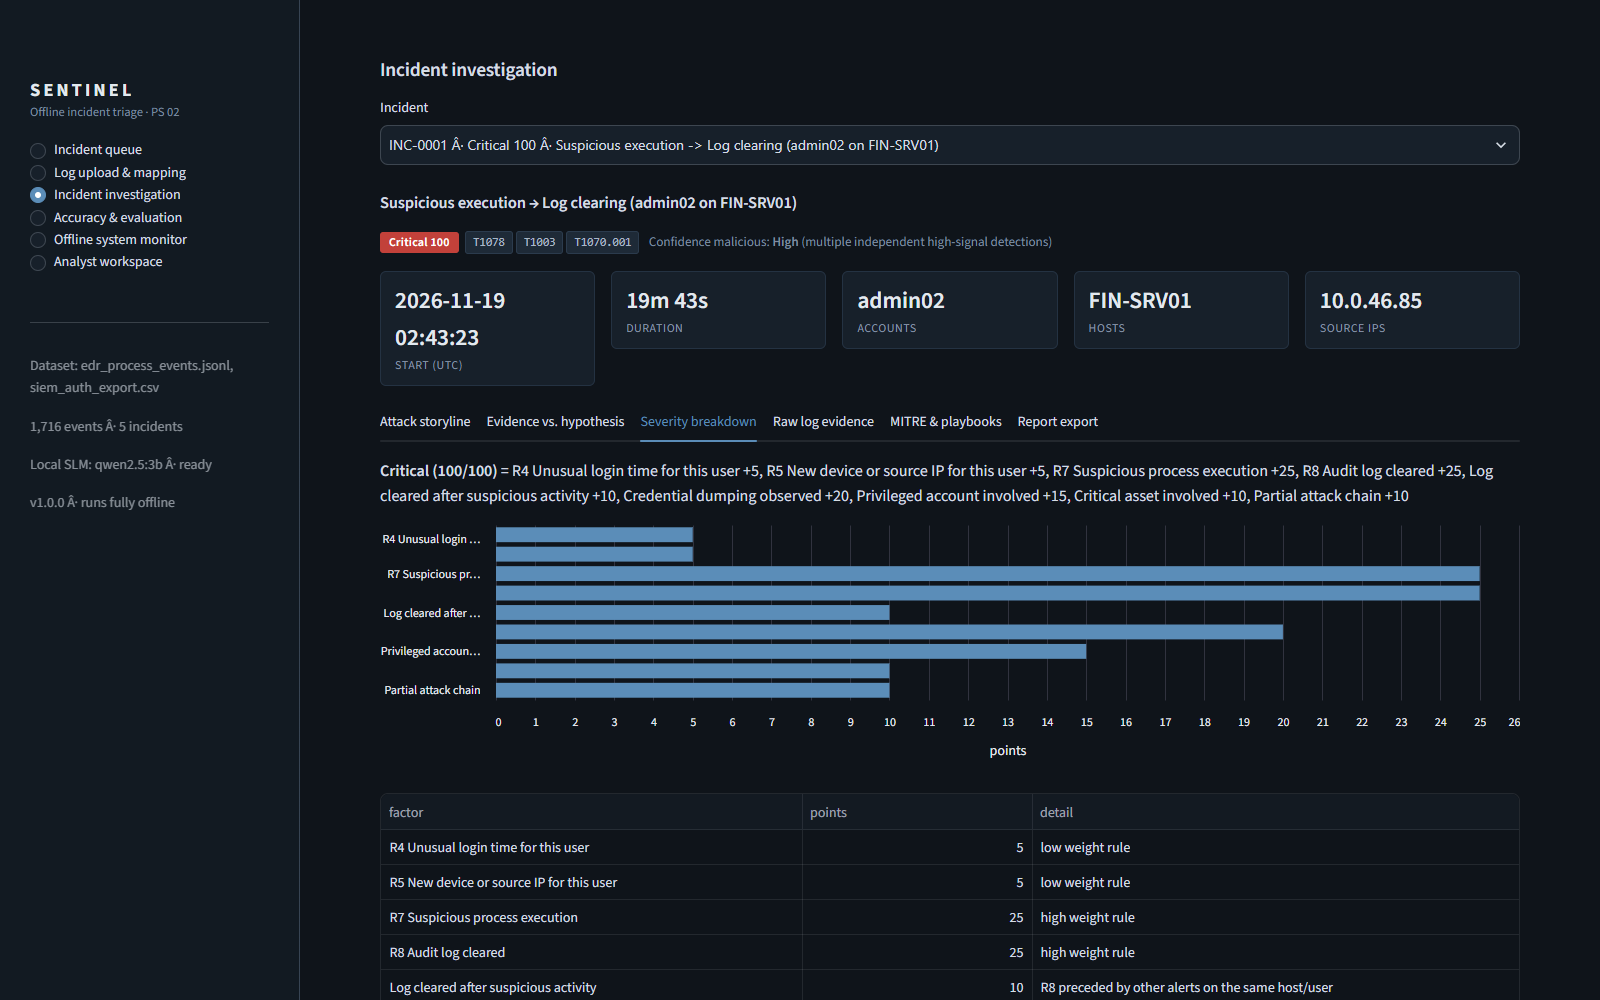 SENTINEL
Offline incident triage · PS 02
Incident queue
Log upload & mapping
Incident investigation
Accuracy & evaluation
Offline system monitor
Analyst workspace
Dataset: edr_process_events.jsonl,
siem_auth_export.csv
1,716 events Â· 5 incidents
Local SLM: qwen2.5:3b Â· ready
v1.0.0 Â· runs fully offline
Incident investigation
Incident
INC-0001 Â· Critical 100 Â· Suspicious execution -> Log clearing (admin02 on FIN-SRV01)
Suspicious execution → Log clearing (admin02 on FIN-SRV01)
Critical 100 T1078 T1003 T1070.001 Confidence malicious: High (multiple independent high-signal detections)
2026-11-19
02:43:23
START (UTC)
19m 43s
DURATION
admin02
ACCOUNTS
FIN-SRV01
HOSTS
10.0.46.85
SOURCE IPS
Attack storyline Evidence vs. hypothesis Severity breakdown Raw log evidence MITRE & playbooks Report export
Critical (100/100) = R4 Unusual login time for this user +5, R5 New device or source IP for this user +5, R7 Suspicious process execution +25, R8 Audit log cleared +25, Log
cleared after suspicious activity +10, Credential dumping observed +20, Privileged account involved +15, Critical asset involved +10, Partial attack chain +10
R4 Unusual login …
R7 Suspicious pr…
Log cleared after …
Privileged accoun…
Partial attack chain
0 1 2 3 4 5 6 7 8 9 10 11 12 13 14 15 16 17 18 19 20 21 22 23 24 25 26
points
factor points detail
R4 Unusual login time for this user 5 low weight rule
R5 New device or source IP for this user 5 low weight rule
R7 Suspicious process execution 25 high weight rule
R8 Audit log cleared 25 high weight rule
Log cleared after suspicious activity 10 R8 preceded by other alerts on the same host/user